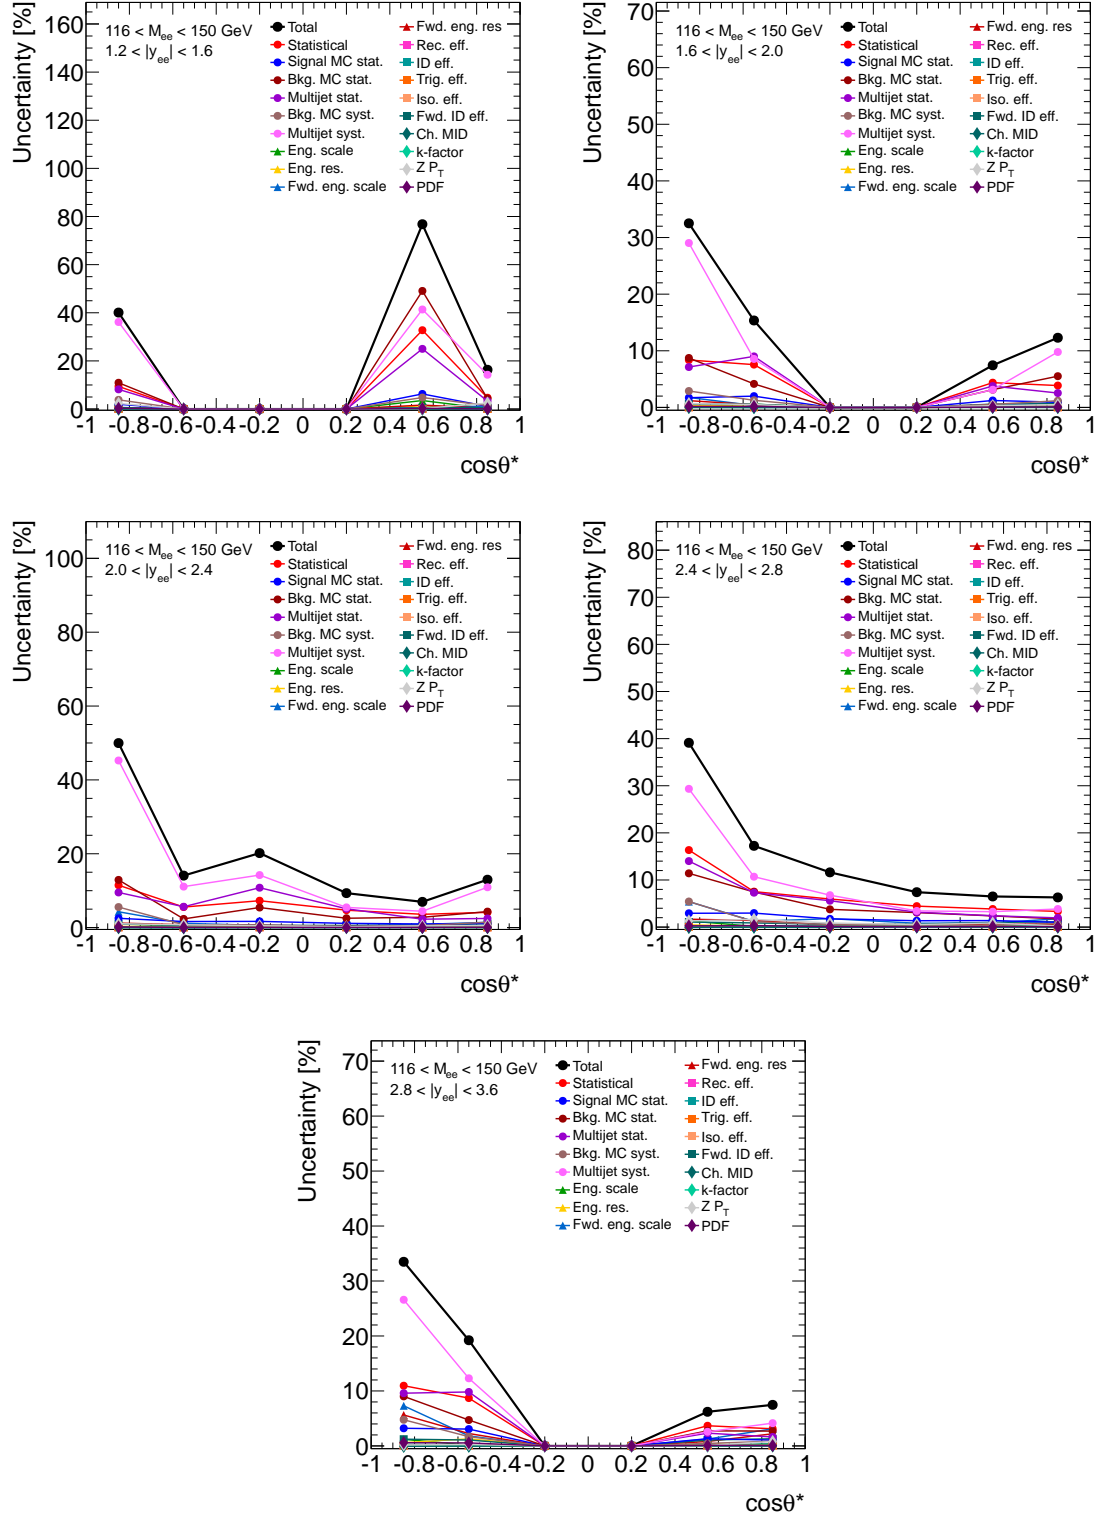 Uncertainty [%]
116 < M_ee < 150 GeV
1.2 < |y_ee| < 1.6
Total
Statistical
Signal MC stat.
Bkg. MC stat.
Multijet stat.
Bkg. MC syst.
Multijet syst.
Eng. scale
Eng. res.
Fwd. eng. scale
Fwd. eng. res
Rec. eff.
ID eff.
Trig. eff.
Iso. eff.
Fwd. ID eff.
Ch. MID
k-factor
Z P_T
PDF
160
140
120
100
80
60
40
20
0
-1 -0.8 -0.6 -0.4 -0.2 0 0.2 0.4 0.6 0.8 1
cosθ*
Uncertainty [%]
116 < M_ee < 150 GeV
1.6 < |y_ee| < 2.0
Total
Statistical
Signal MC stat.
Bkg. MC stat.
Multijet stat.
Bkg. MC syst.
Multijet syst.
Eng. scale
Eng. res.
Fwd. eng. scale
Fwd. eng. res
Rec. eff.
ID eff.
Trig. eff.
Iso. eff.
Fwd. ID eff.
Ch. MID
k-factor
Z P_T
PDF
70
60
50
40
30
20
10
0
-1 -0.8 -0.6 -0.4 -0.2 0 0.2 0.4 0.6 0.8 1
cosθ*
Uncertainty [%]
116 < M_ee < 150 GeV
2.0 < |y_ee| < 2.4
Total
Statistical
Signal MC stat.
Bkg. MC stat.
Multijet stat.
Bkg. MC syst.
Multijet syst.
Eng. scale
Eng. res.
Fwd. eng. scale
Fwd. eng. res
Rec. eff.
ID eff.
Trig. eff.
Iso. eff.
Fwd. ID eff.
Ch. MID
k-factor
Z P_T
PDF
100
80
60
40
20
0
-1 -0.8 -0.6 -0.4 -0.2 0 0.2 0.4 0.6 0.8 1
cosθ*
Uncertainty [%]
116 < M_ee < 150 GeV
2.4 < |y_ee| < 2.8
Total
Statistical
Signal MC stat.
Bkg. MC stat.
Multijet stat.
Bkg. MC syst.
Multijet syst.
Eng. scale
Eng. res.
Fwd. eng. scale
Fwd. eng. res
Rec. eff.
ID eff.
Trig. eff.
Iso. eff.
Fwd. ID eff.
Ch. MID
k-factor
Z P_T
PDF
80
70
60
50
40
30
20
10
0
-1 -0.8 -0.6 -0.4 -0.2 0 0.2 0.4 0.6 0.8 1
cosθ*
Uncertainty [%]
116 < M_ee < 150 GeV
2.8 < |y_ee| < 3.6
Total
Statistical
Signal MC stat.
Bkg. MC stat.
Multijet stat.
Bkg. MC syst.
Multijet syst.
Eng. scale
Eng. res.
Fwd. eng. scale
Fwd. eng. res
Rec. eff.
ID eff.
Trig. eff.
Iso. eff.
Fwd. ID eff.
Ch. MID
k-factor
Z P_T
PDF
70
60
50
40
30
20
10
0
-1 -0.8 -0.6 -0.4 -0.2 0 0.2 0.4 0.6 0.8 1
cosθ*